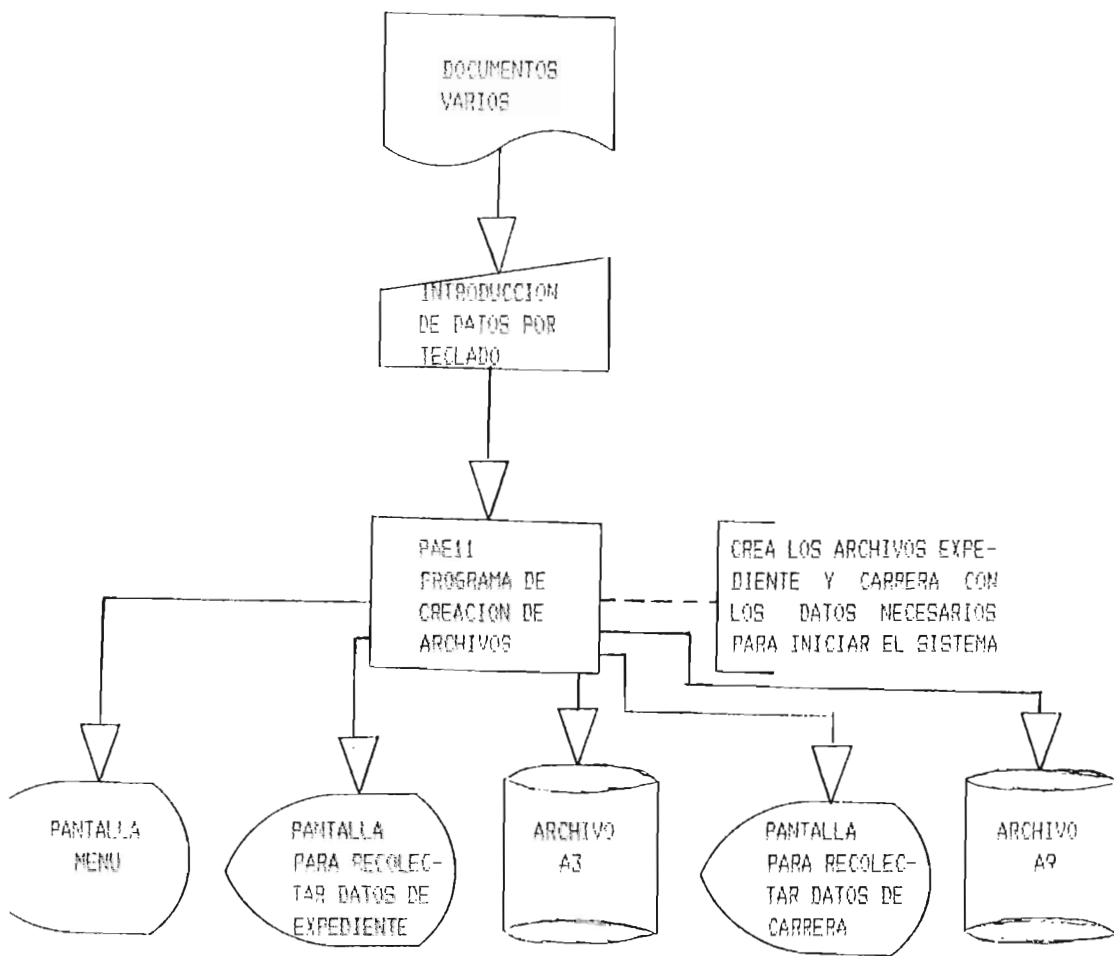 DOCUMENTOS
VARIOS
INTRODUCCION
DE DATOS POR
TECLADO
PAE11
PROGRAMA DE
CREACION DE
ARCHIVOS
CREA LOS ARCHIVOS EXPE-
DIENTE Y CARRERA CON
LOS DATOS NECESARIOS
PARA INICIAR EL SISTEMA
PANTALLA
MENU
PANTALLA
PARA RECOLEC-
TAR DATOS DE
EXPEDIENTE
ARCHIVO
A3
PANTALLA
PARA RECOLEC-
TAR DATOS DE
CARRERA
ARCHIVO
A9